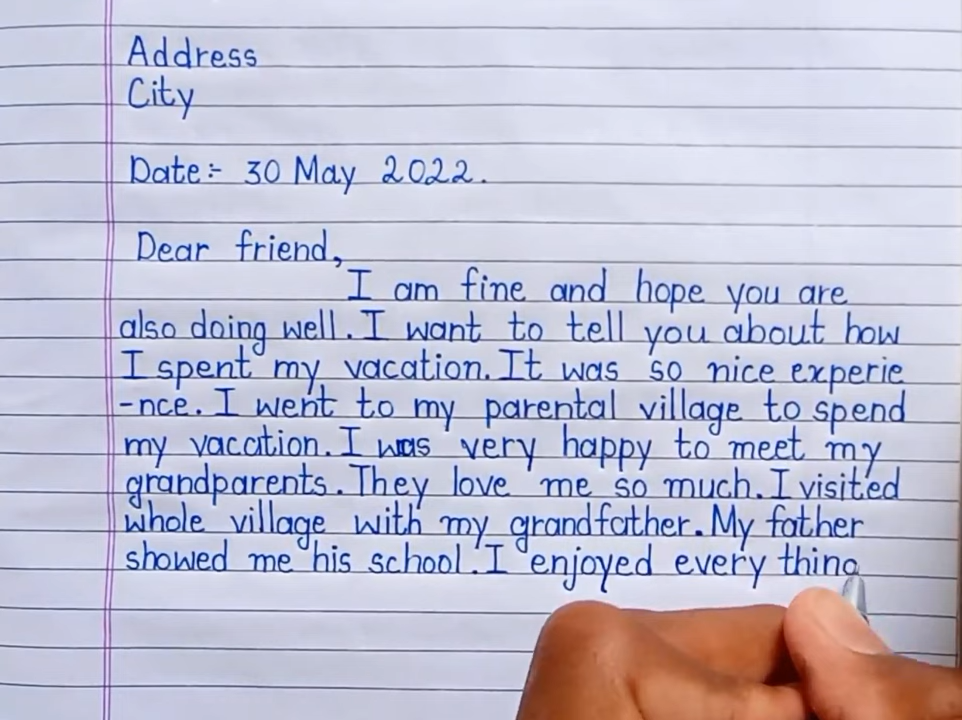 Address
City
Date:- 30 May 2022.
Dear friend,
I am fine and hope you are
also doing well. I want to tell you about how
I spent my vacation. It was so nice experie
-nce. I went to my parental village to spend
my vacation. I was very happy to meet my
grandparents. They love me so much. I visited
whole village with my grandfather. My father
showed me his school. I enjoyed every